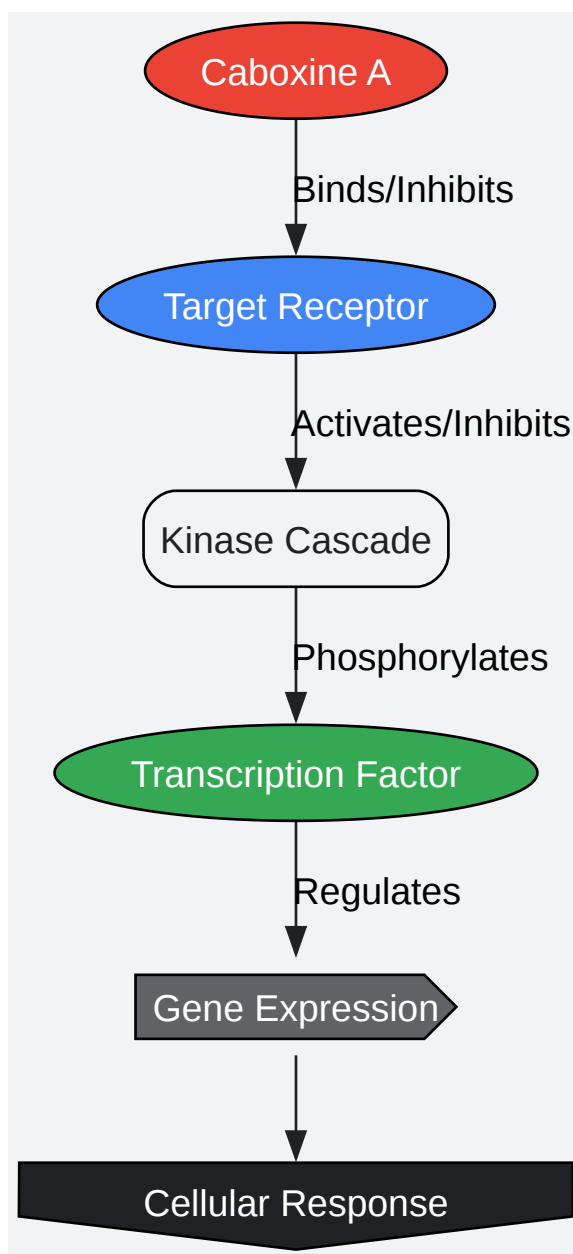 Caboxine A
Binds/Inhibits
Target Receptor
Activates/Inhibits
Kinase Cascade
Phosphorylates
Transcription Factor
Regulates
Gene Expression
Cellular Response